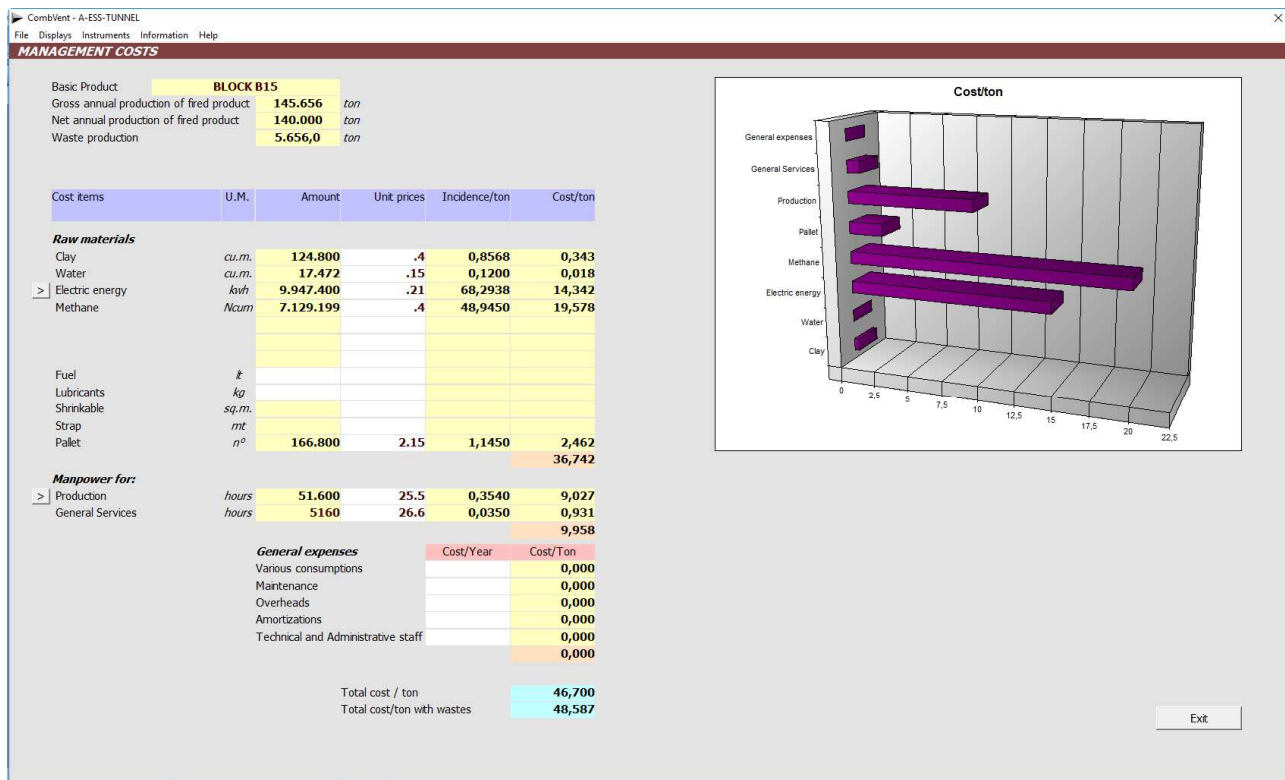 CombVent - A-ESS-TUNNEL
File Displays Instruments Information Help
MANAGEMENT COSTS
Basic Product BLOCK B15
Gross annual production of fired product 145.656 ton
Net annual production of fired product 140.000 ton
Waste production 5.656,0 ton
Cost items U.M. Amount Unit prices Incidence/ton Cost/ton
Raw materials
Clay cu.m. 124.800 .4 0,8568 0,343
Water cu.m. 17.472 .15 0,1200 0,018
> Electric energy kwh 9.947.400 .21 68,2938 14,342
Methane Ncum 7.129.199 .4 48,9450 19,578
Fuel lt
Lubricants kg
Shrinkable sq.m.
Strap mt
Pallet n° 166.800 2.15 1,1450 2,462
36,742
Manpower for:
> Production hours 51.600 25.5 0,3540 9,027
General Services hours 5160 26.6 0,0350 0,931
9,958
General expenses Cost/Year Cost/Ton
Various consumptions 0,000
Maintenance 0,000
Overheads 0,000
Amortizations 0,000
Technical and Administrative staff 0,000
0,000
Total cost / ton 46,700
Total cost/ton with wastes 48,587
Cost/ton
General expenses
General Services
Production
Pallet
Methane
Electric energy
Water
Clay
0 2,5 5 7,5 10 12,5 15 17,5 20 22,5
Exit